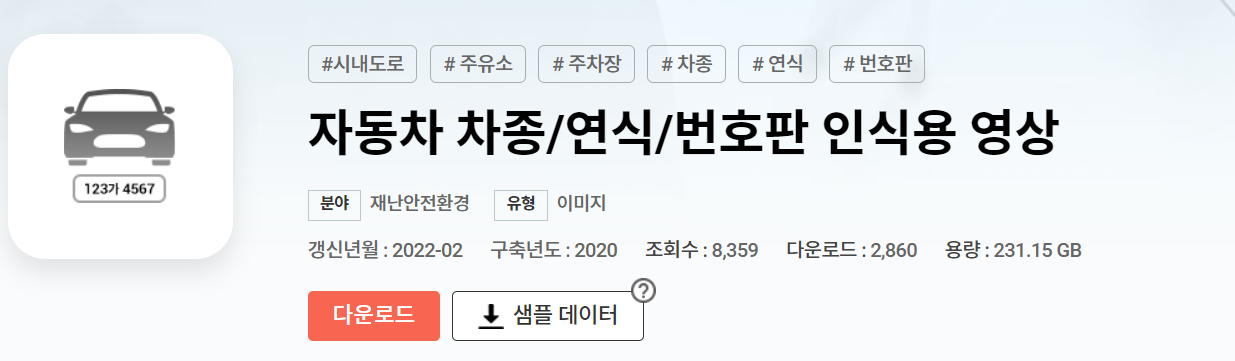 #시내도로 # 주유소 # 주차장 # 차종 # 연식 # 번호판
자동차 차종/연식/번호판 인식용 영상
123가 4567
분야 재난안전환경 유형 이미지
갱신년월 : 2022-02 구축년도 : 2020 조회수 : 8,359 다운로드 : 2,860 용량 : 231.15 GB
다운로드 샘플 데이터 ?